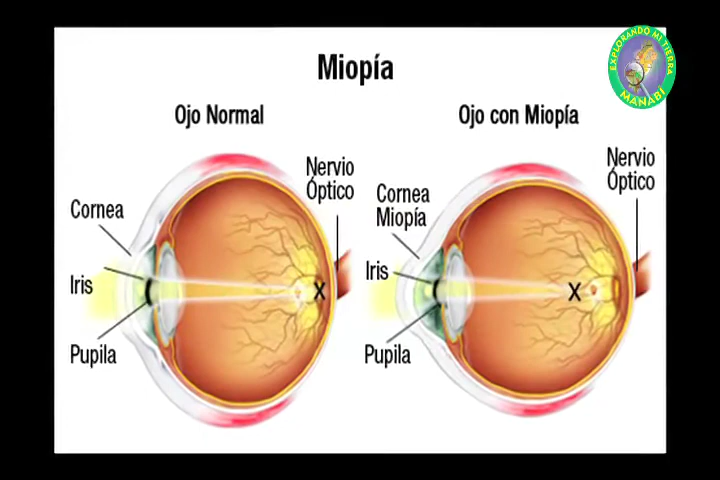 Miopía
Ojo Normal
Ojo con Miopía
Nervio
Óptico
Cornea
Iris
Pupila
X
Nervio
Óptico
Cornea
Miopía
Iris
Pupila
X
EXPLORANDO MI TIERRA
MANABI